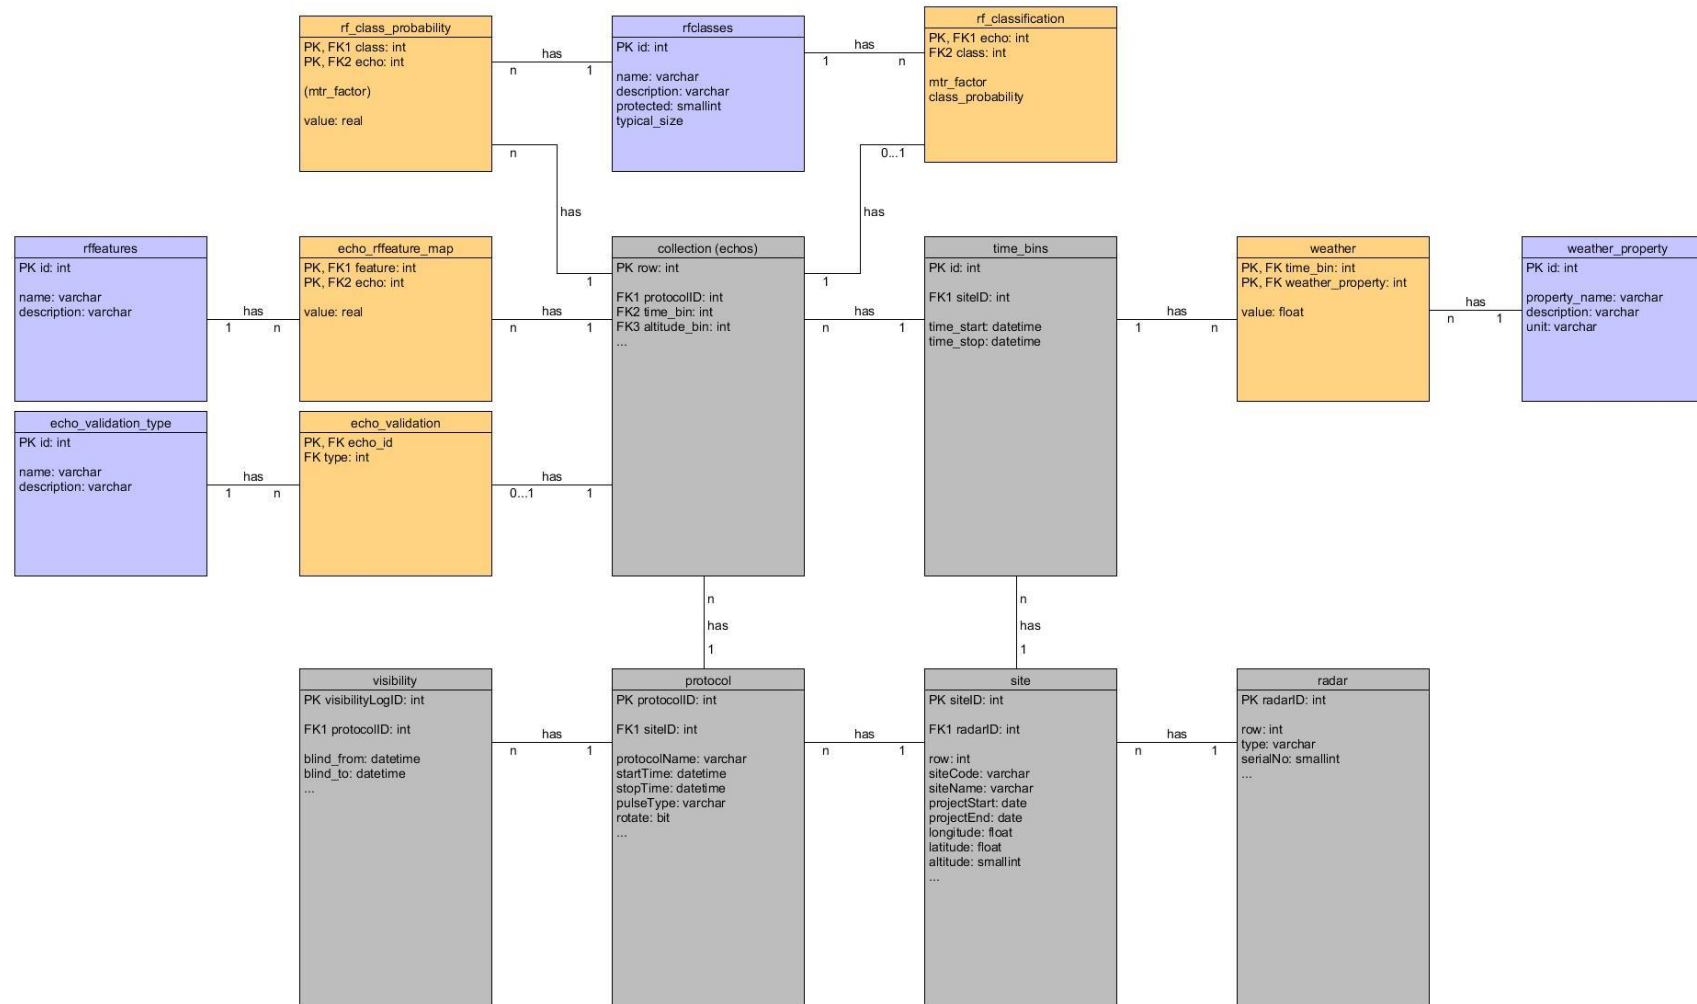 rf_class_probability
PK, FK1 class: int
PK, FK2 echo: int
(mtr_factor)
value: real
has
n
1
rfclasses
PK id: int
name: varchar
description: varchar
protected: smallint
typical_size
has
1
n
rf_classification
PK, FK1 echo: int
FK2 class: int
mtr_factor
class_probability
n
has
1
0...1
has
1
rffeatures
PK id: int
name: varchar
description: varchar
has
1
n
echo_rffeature_map
PK, FK1 feature: int
PK, FK2 echo: int
value: real
has
n
1
collection (echos)
PK row: int
FK1 protocolID: int
FK2 time_bin: int
FK3 altitude_bin: int
...
has
n
1
time_bins
PK id: int
FK1 siteID: int
time_start: datetime
time_stop: datetime
has
1
n
weather
PK, FK time_bin: int
PK, FK weather_property: int
value: float
has
n
1
weather_property
PK id: int
property_name: varchar
description: varchar
unit: varchar
echo_validation_type
PK id: int
name: varchar
description: varchar
has
1
n
echo_validation
PK, FK echo_id
FK type: int
has
0...1
1
n
has
1
n
has
1
visibility
PK visibilityLogID: int
FK1 protocolID: int
blind_from: datetime
blind_to: datetime
...
has
n
1
protocol
PK protocolID: int
FK1 siteID: int
protocolName: varchar
startTime: datetime
stopTime: datetime
pulseType: varchar
rotate: bit
...
has
n
1
site
PK siteID: int
FK1 radarID: int
row: int
siteCode: varchar
siteName: varchar
projectStart: date
projectEnd: date
longitude: float
latitude: float
altitude: smallint
...
has
n
1
radar
PK radarID: int
row: int
type: varchar
serialNo: smallint
...